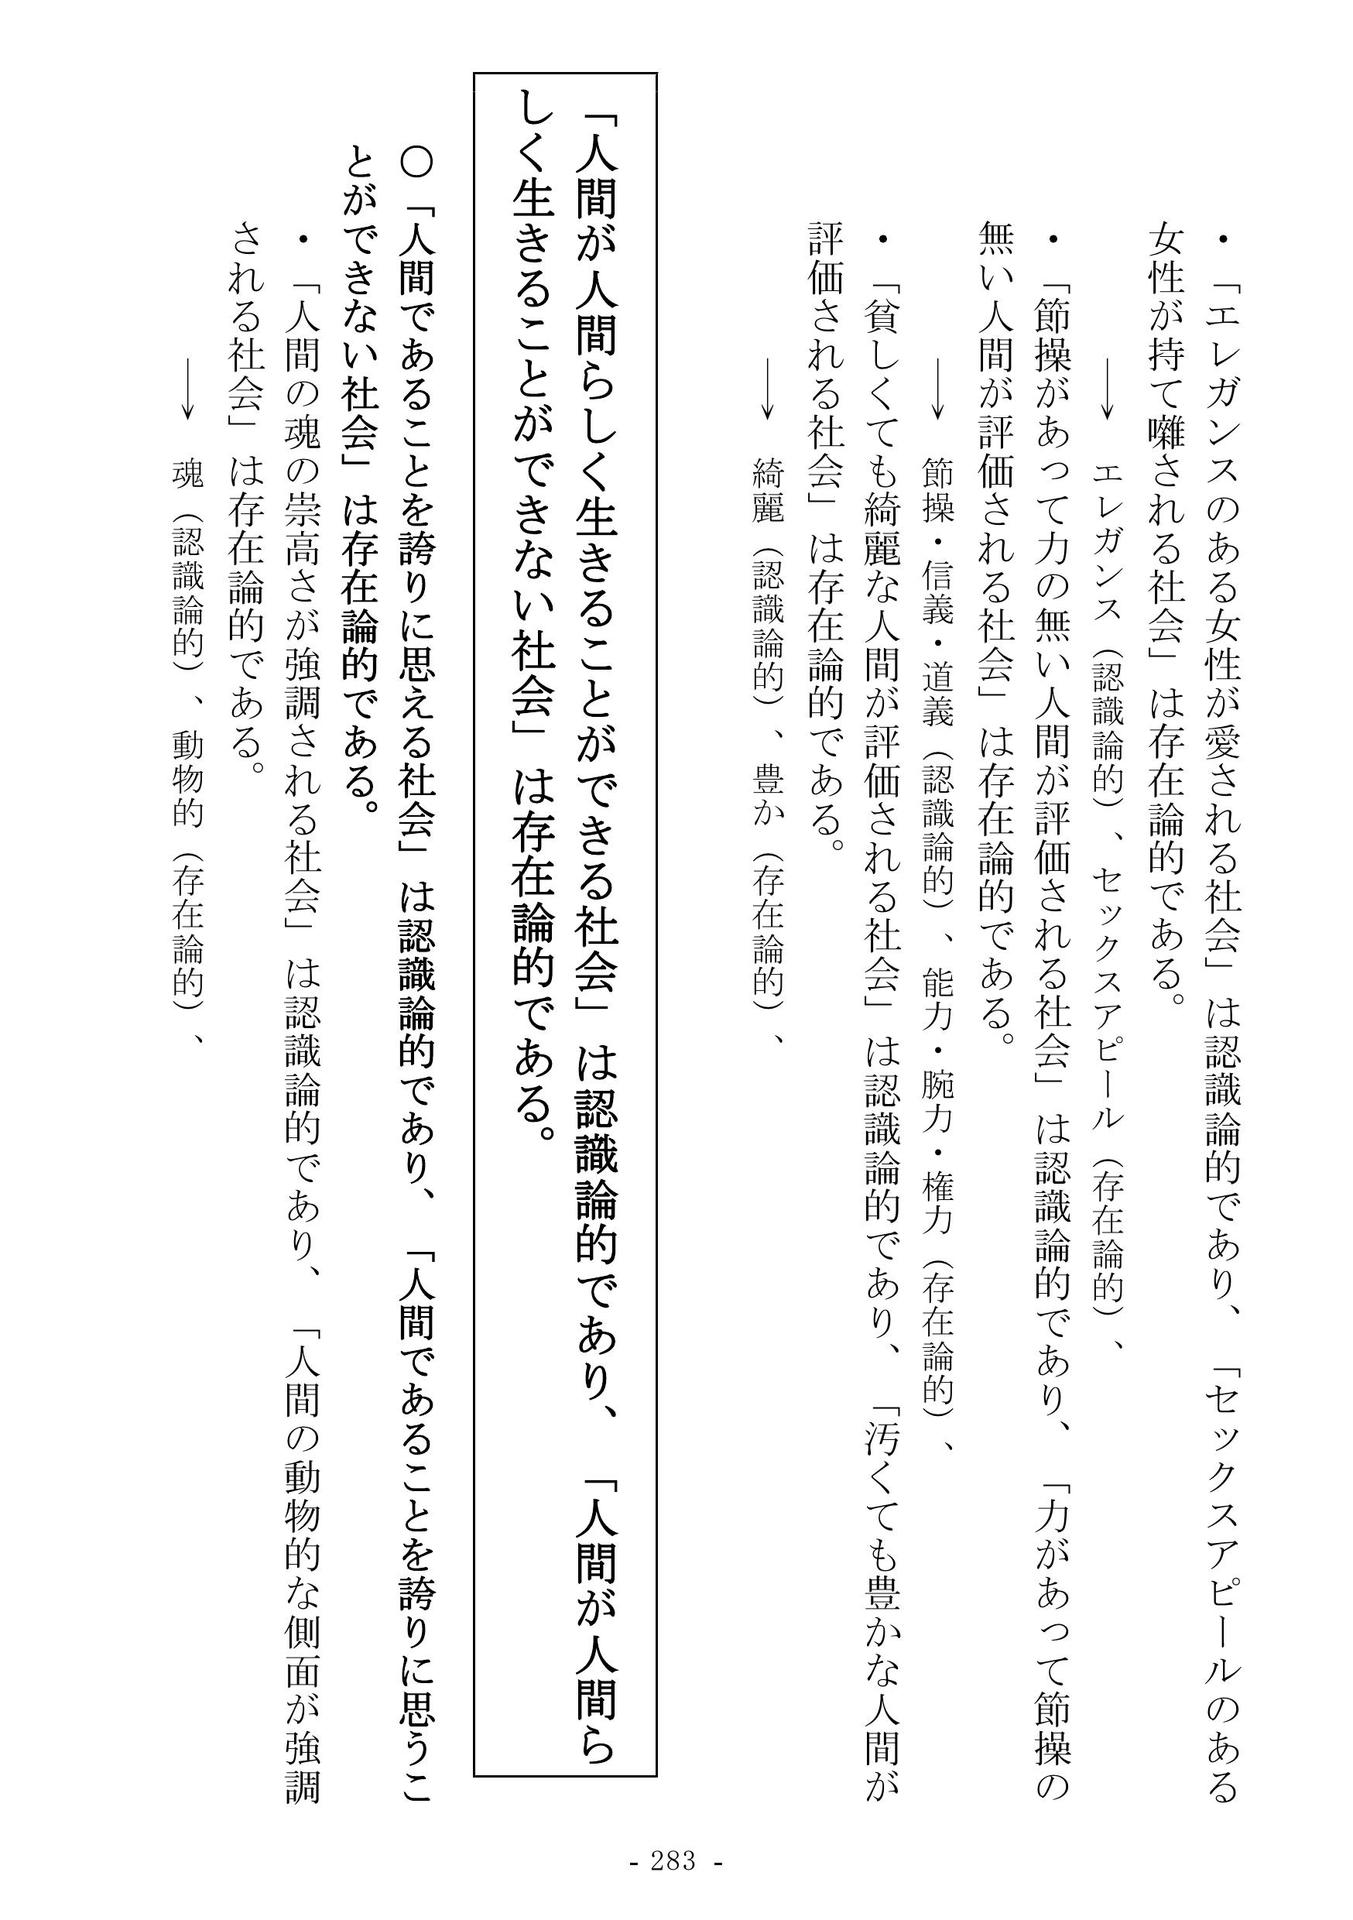 ・「エレガンスのある女性が愛される社会」は認識論的であり、「セックスアピールのある
女性が持て囃される社会」は存在論的である。
→ エレガンス（認識論的）、セックスアピール（存在論的）、
・「節操があって力の無い人間が評価される社会」は認識論的であり、「力があって節操の
無い人間が評価される社会」は存在論的である。
→ 節操・信義・道義（認識論的）、能力・腕力・権力（存在論的）、
・「貧しくても綺麗な人間が評価される社会」は認識論的であり、「汚くても豊かな人間が
評価される社会」は存在論的である。
→ 綺麗（認識論的）、豊か（存在論的）、
「人間が人間らしく生きることができる社会」は認識論的であり、「人間が人間ら
しく生きることができない社会」は存在論的である。
〇「人間であることを誇りに思える社会」は認識論的であり、「人間であることを誇りに思うこ
とができない社会」は存在論的である。
・「人間の魂の崇高さが強調される社会」は認識論的であり、「人間の動物的な側面が強調
される社会」は存在論的である。
→ 魂（認識論的）、動物的（存在論的）、
- 283 -